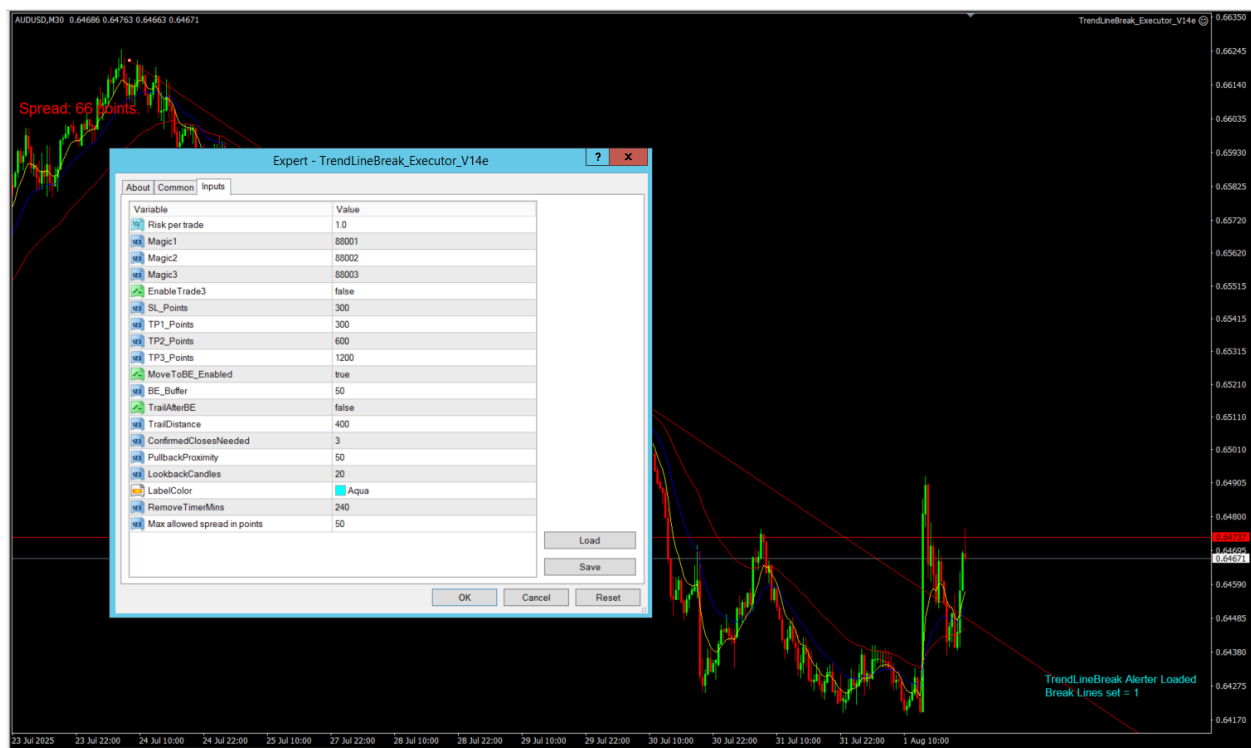 AUDUSD,M30 0.64686 0.64763 0.64663 0.64671
TrendLineBreak_Executor_V14e
Spread: 66 points.
Expert - TrendLineBreak_Executor_V14e
? x
About Common Inputs
Variable Value
Risk per trade 1.0
Magic1 88001
Magic2 88002
Magic3 88003
EnableTrade3 false
SL_Points 300
TP1_Points 300
TP2_Points 600
TP3_Points 1200
MoveToBE_Enabled true
BE_Buffer 50
TrailAfterBE false
TrailDistance 400
ConfirmedClosesNeeded 3
PullbackProximity 50
LookbackCandles 20
LabelColor Aqua
RemoveTimerMins 240
Max allowed spread in points 50
Load
Save
OK Cancel Reset
TrendLineBreak Alerter Loaded
Break Lines set = 1
0.66350
0.66245
0.66140
0.66035
0.65930
0.65825
0.65720
0.65620
0.65515
0.65415
0.65315
0.65210
0.65110
0.65010
0.64905
0.64800
0.64737
0.64695
0.64671
0.64590
0.64485
0.64380
0.64275
0.64170
23 Jul 2025 23 Jul 22:00 24 Jul 10:00 24 Jul 22:00 25 Jul 10:00 27 Jul 22:00 28 Jul 10:00 28 Jul 22:00 29 Jul 10:00 29 Jul 22:00 30 Jul 10:00 30 Jul 22:00 31 Jul 10:00 31 Jul 22:00 1 Aug 10:00